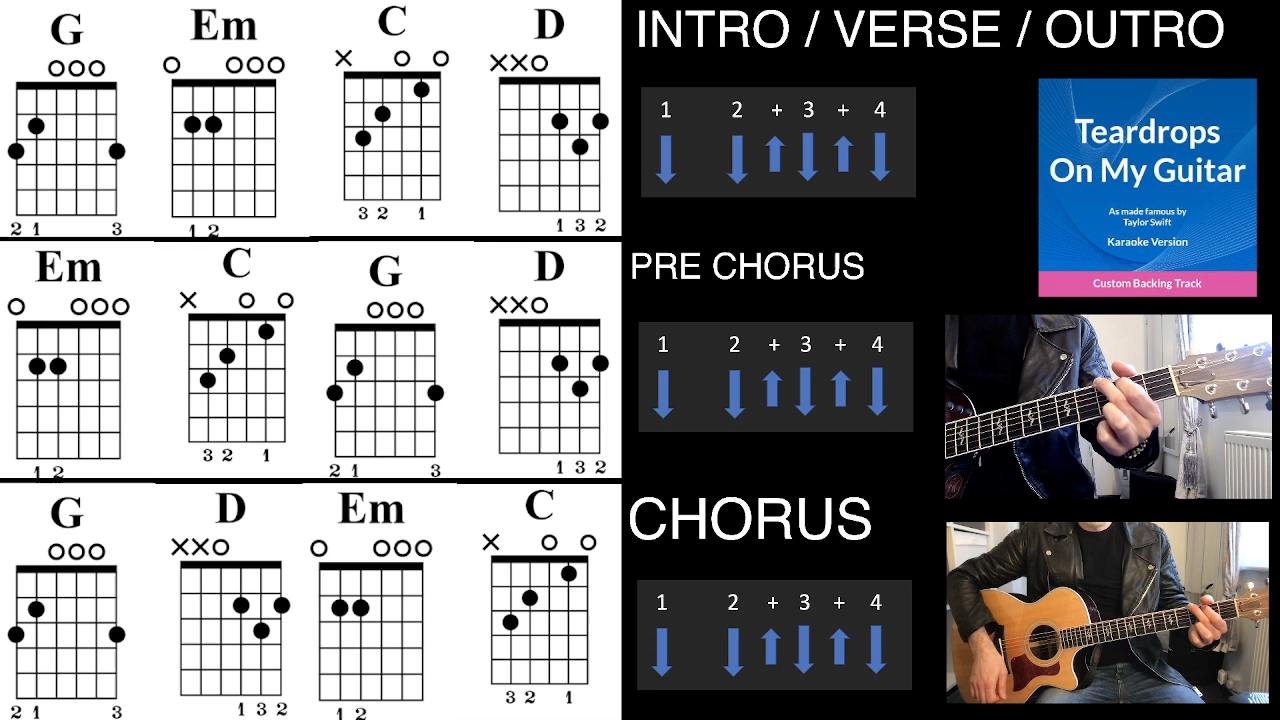 G Em C D
× × ×
2 1 3 1 2 3 2 1 1 3 2
INTRO / VERSE / OUTRO
1 2 + 3 + 4
Teardrops
On My Guitar
As made famous by
Taylor Swift
Karaoke Version
Custom Backing Track
Em C G D
× × ×
1 2 3 2 1 2 1 3 1 3 2
PRE CHORUS
1 2 + 3 + 4
G D Em C
× × ×
2 1 3 1 3 2 1 2 3 2 1
CHORUS
1 2 + 3 + 4